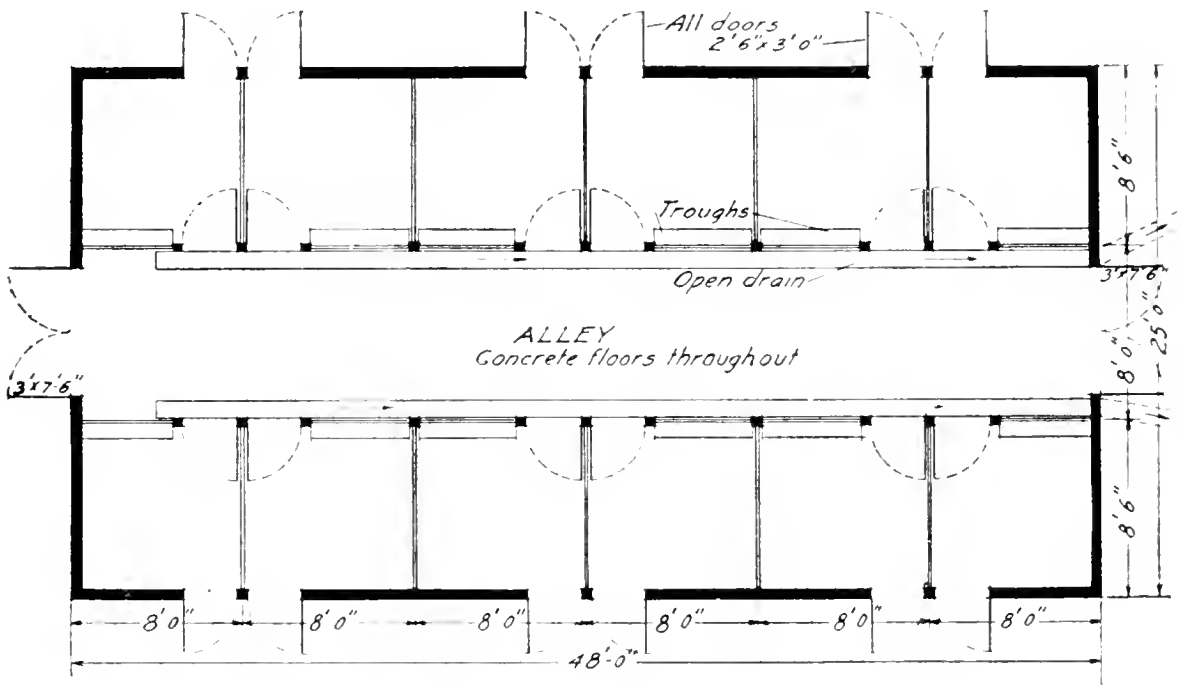 All doors
2'6"x3'0"
8'6"
Troughs
Open drain
3'x7'6"
ALLEY
Concrete floors throughout
8'0"
25'0"
3'x7'-6"
8'6"
8'0"
8'0"
8'0"
8'0"
8'0"
8'0"
48'-0"